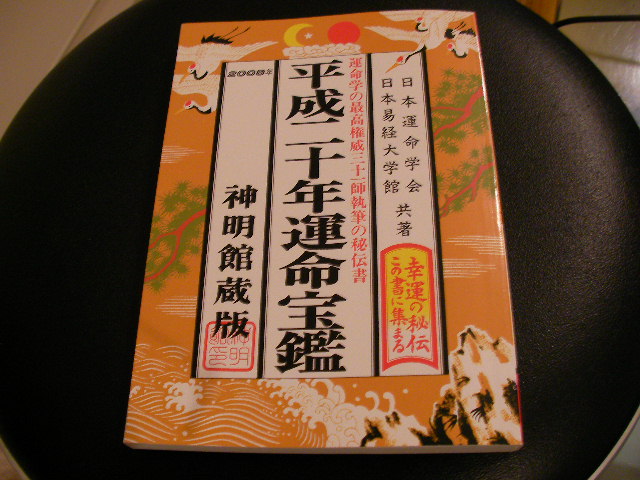 日本運命学会
日本易経大学館
共著
幸運の秘伝
この書に集まる
運命学の最高権威三十一師執筆の秘伝書
平成二十年運命宝鑑
2008年
神明館蔵版